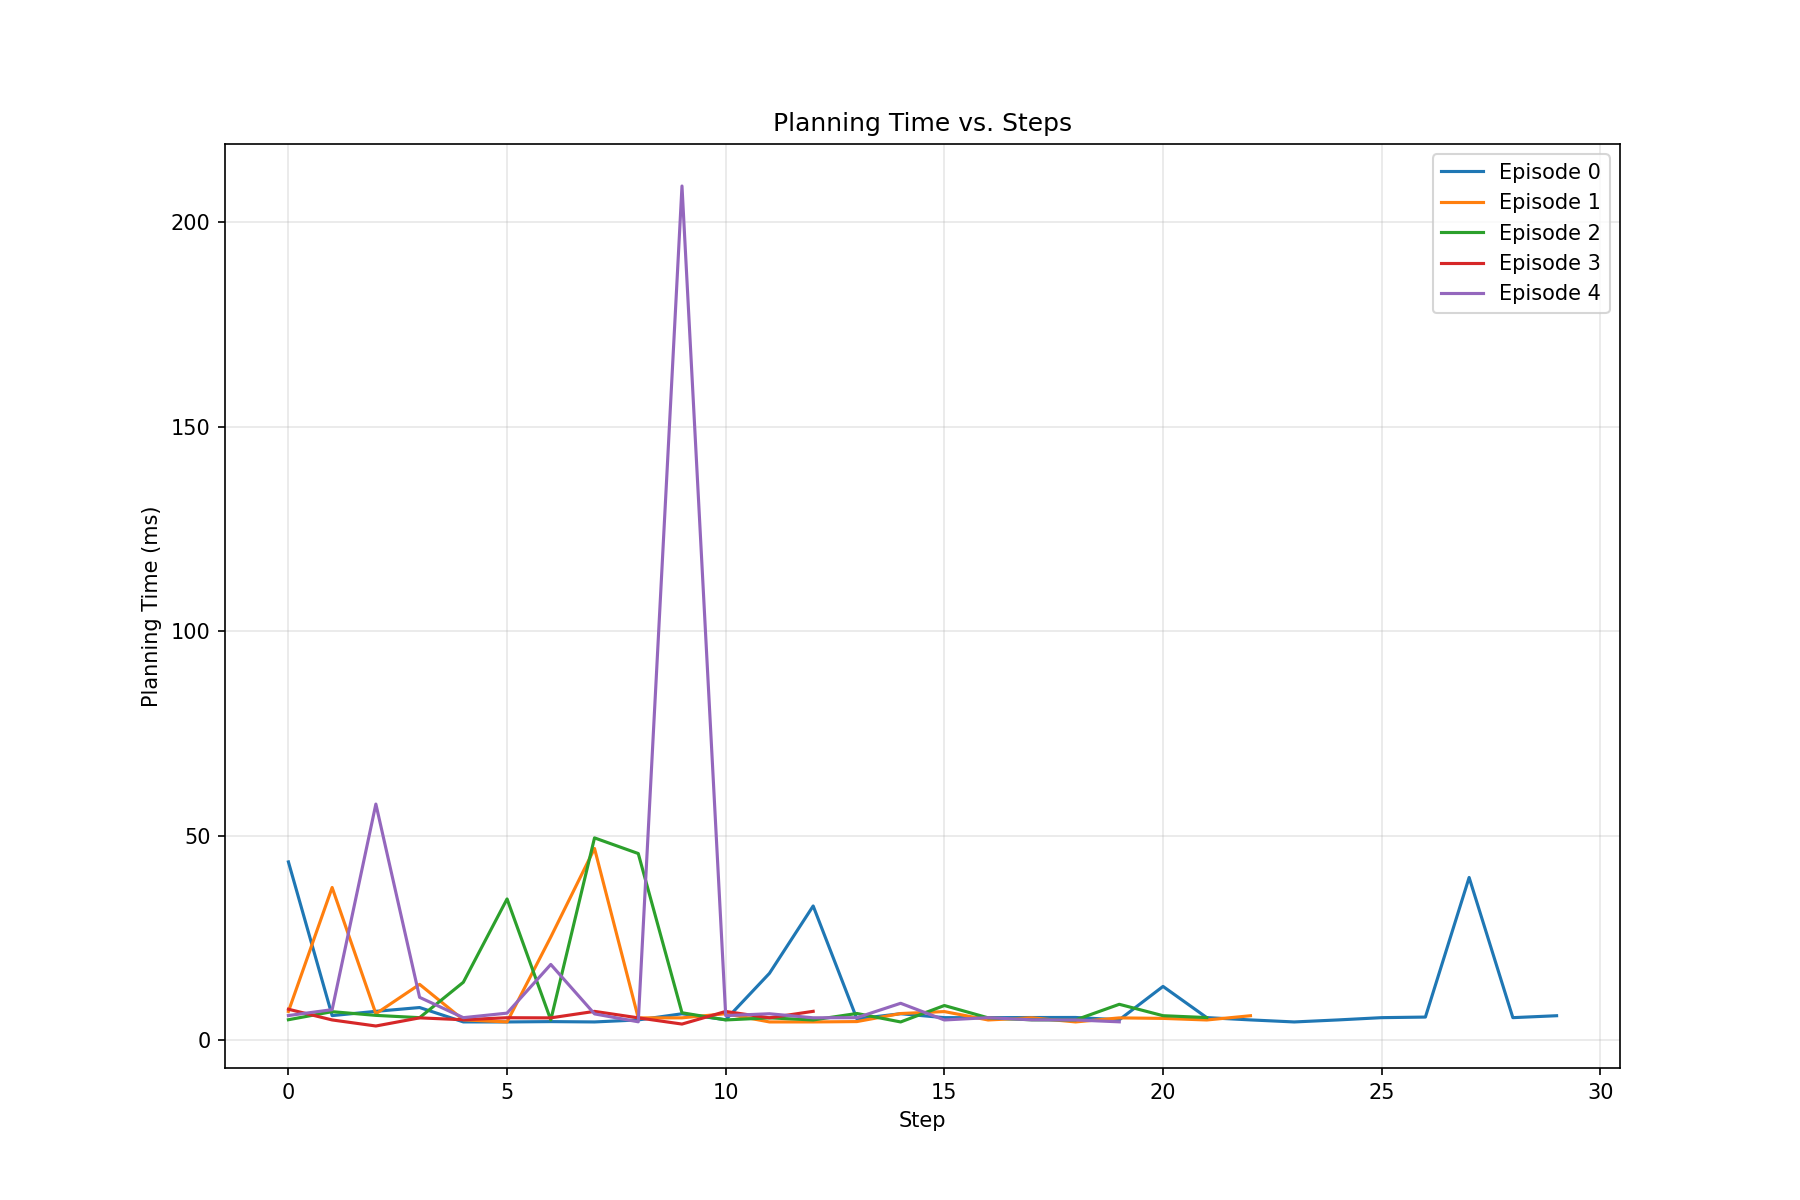 Planning Time vs. Steps
Episode 0
Episode 1
Episode 2
Episode 3
Episode 4
Planning Time (ms)
200
150
100
50
0
0 5 10 15 20 25 30
Step